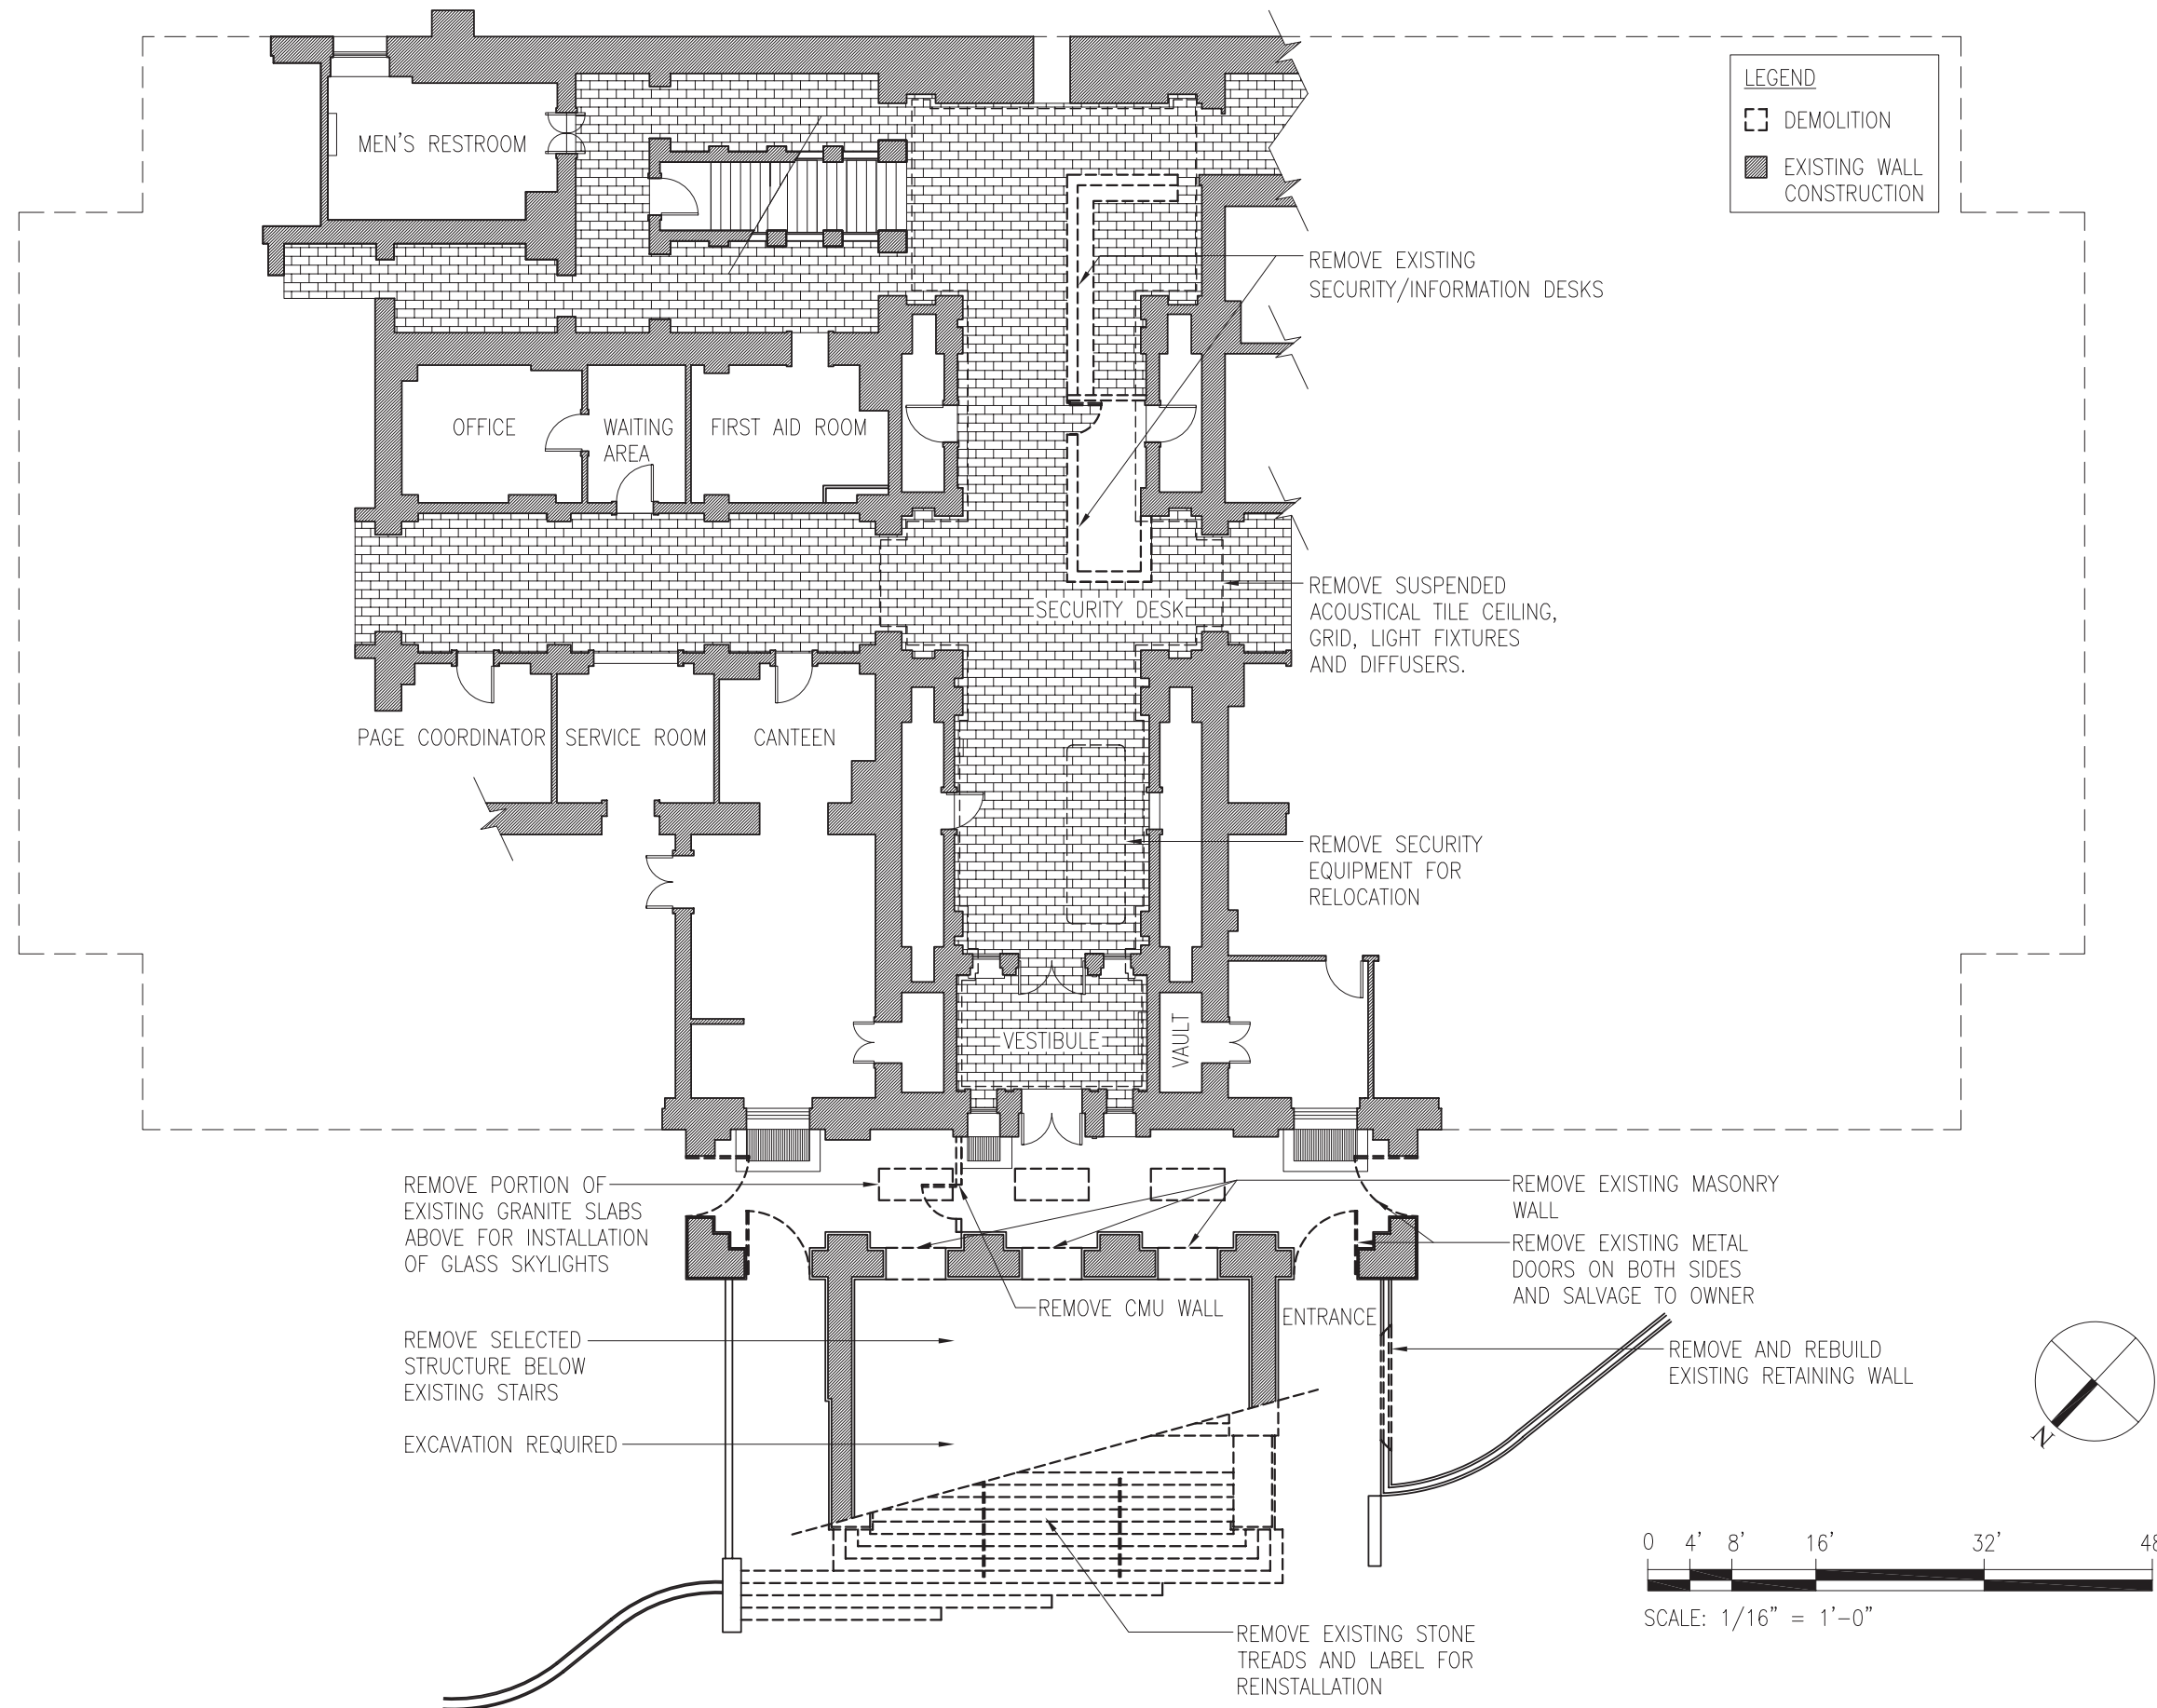 LEGEND
DEMOLITION
EXISTING WALL
CONSTRUCTION
MEN'S RESTROOM
REMOVE EXISTING
SECURITY/INFORMATION DESKS
OFFICE
WAITING
AREA
FIRST AID ROOM
REMOVE SUSPENDED
ACOUSTICAL TILE CEILING,
GRID, LIGHT FIXTURES
AND DIFFUSERS.
SECURITY DESK
PAGE COORDINATOR
SERVICE ROOM
CANTEEN
REMOVE SECURITY
EQUIPMENT FOR
RELOCATION
VESTIBULE
VAULT
REMOVE PORTION OF
EXISTING GRANITE SLABS
ABOVE FOR INSTALLATION
OF GLASS SKYLIGHTS
REMOVE EXISTING MASONRY
WALL
REMOVE EXISTING METAL
DOORS ON BOTH SIDES
AND SALVAGE TO OWNER
REMOVE CMU WALL
ENTRANCE
REMOVE SELECTED
STRUCTURE BELOW
EXISTING STAIRS
REMOVE AND REBUILD
EXISTING RETAINING WALL
EXCAVATION REQUIRED
N
0 4' 8' 16' 32' 48
SCALE: 1/16" = 1'-0"
REMOVE EXISTING STONE
TREADS AND LABEL FOR
REINSTALLATION